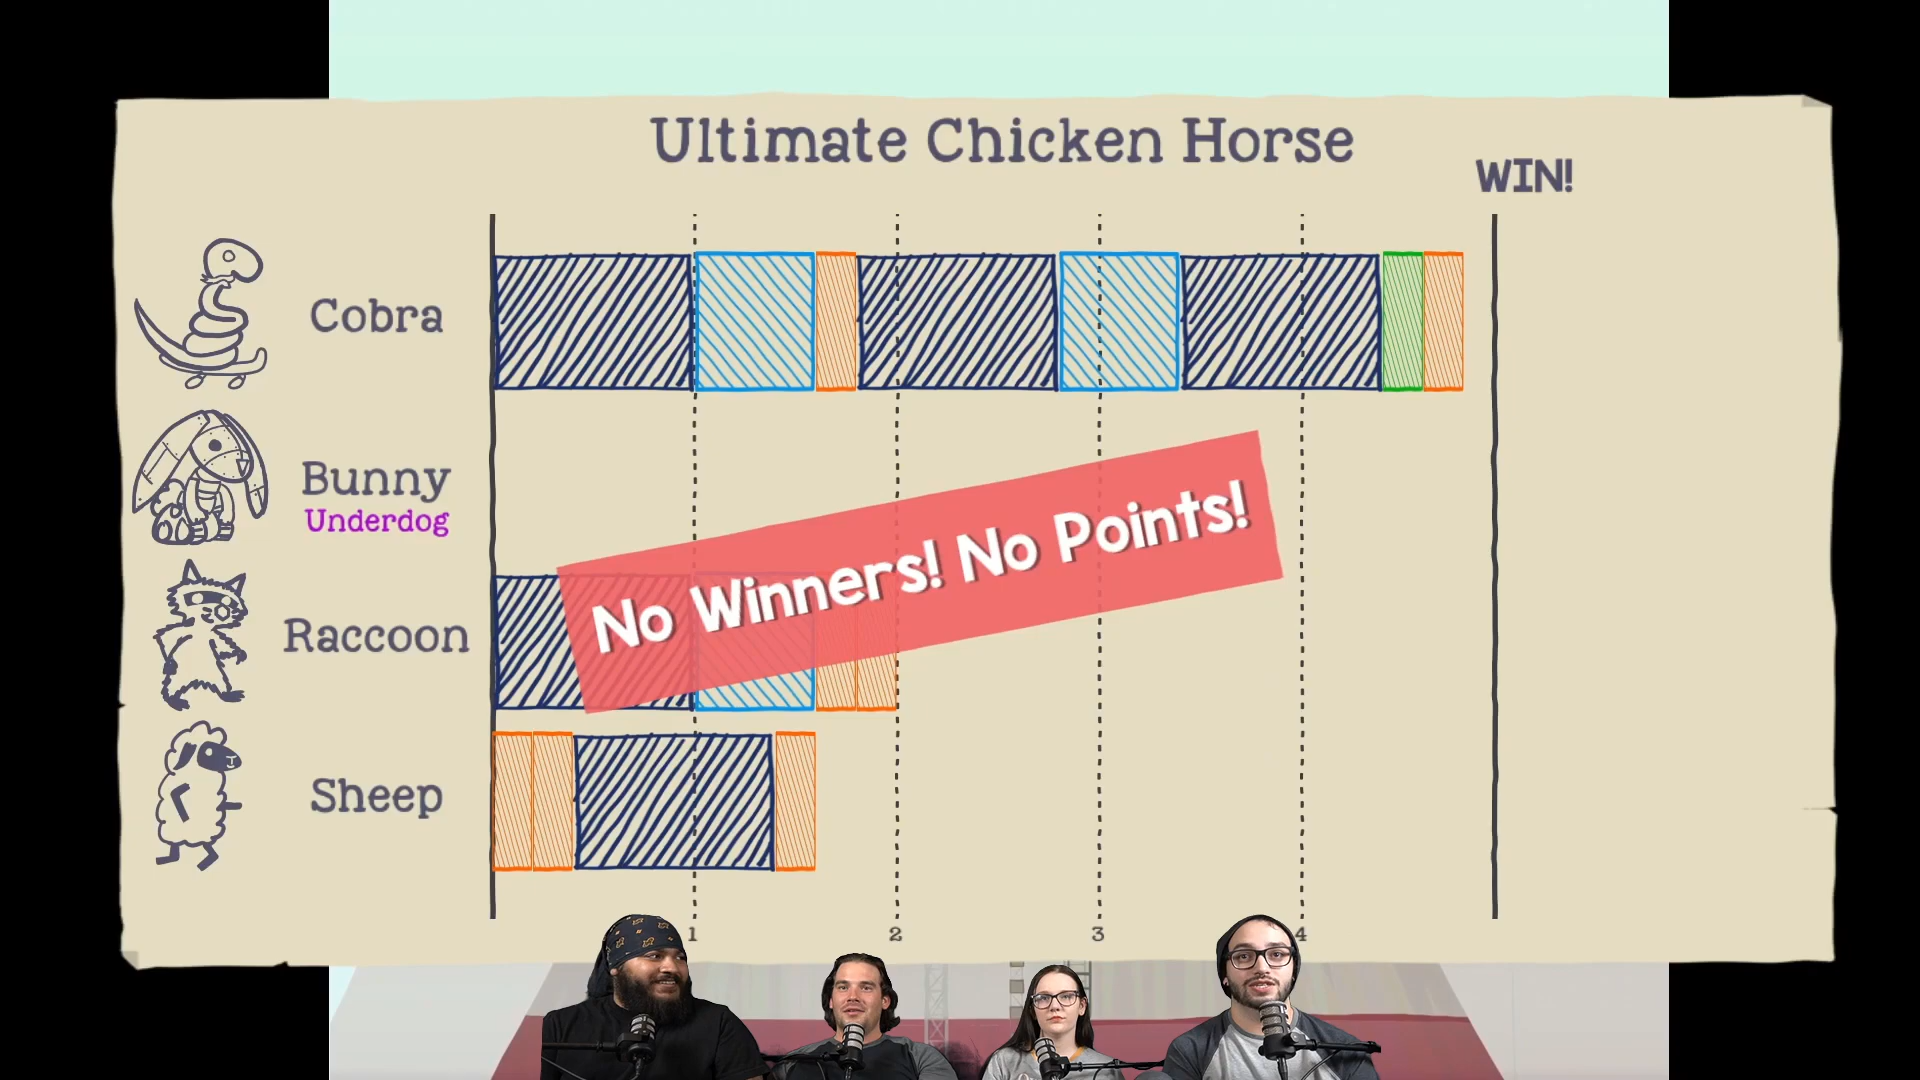 Ultimate Chicken Horse
WIN!
Cobra
Bunny
Underdog
No Winners! No Points!
Raccoon
Sheep
1 2 3 4